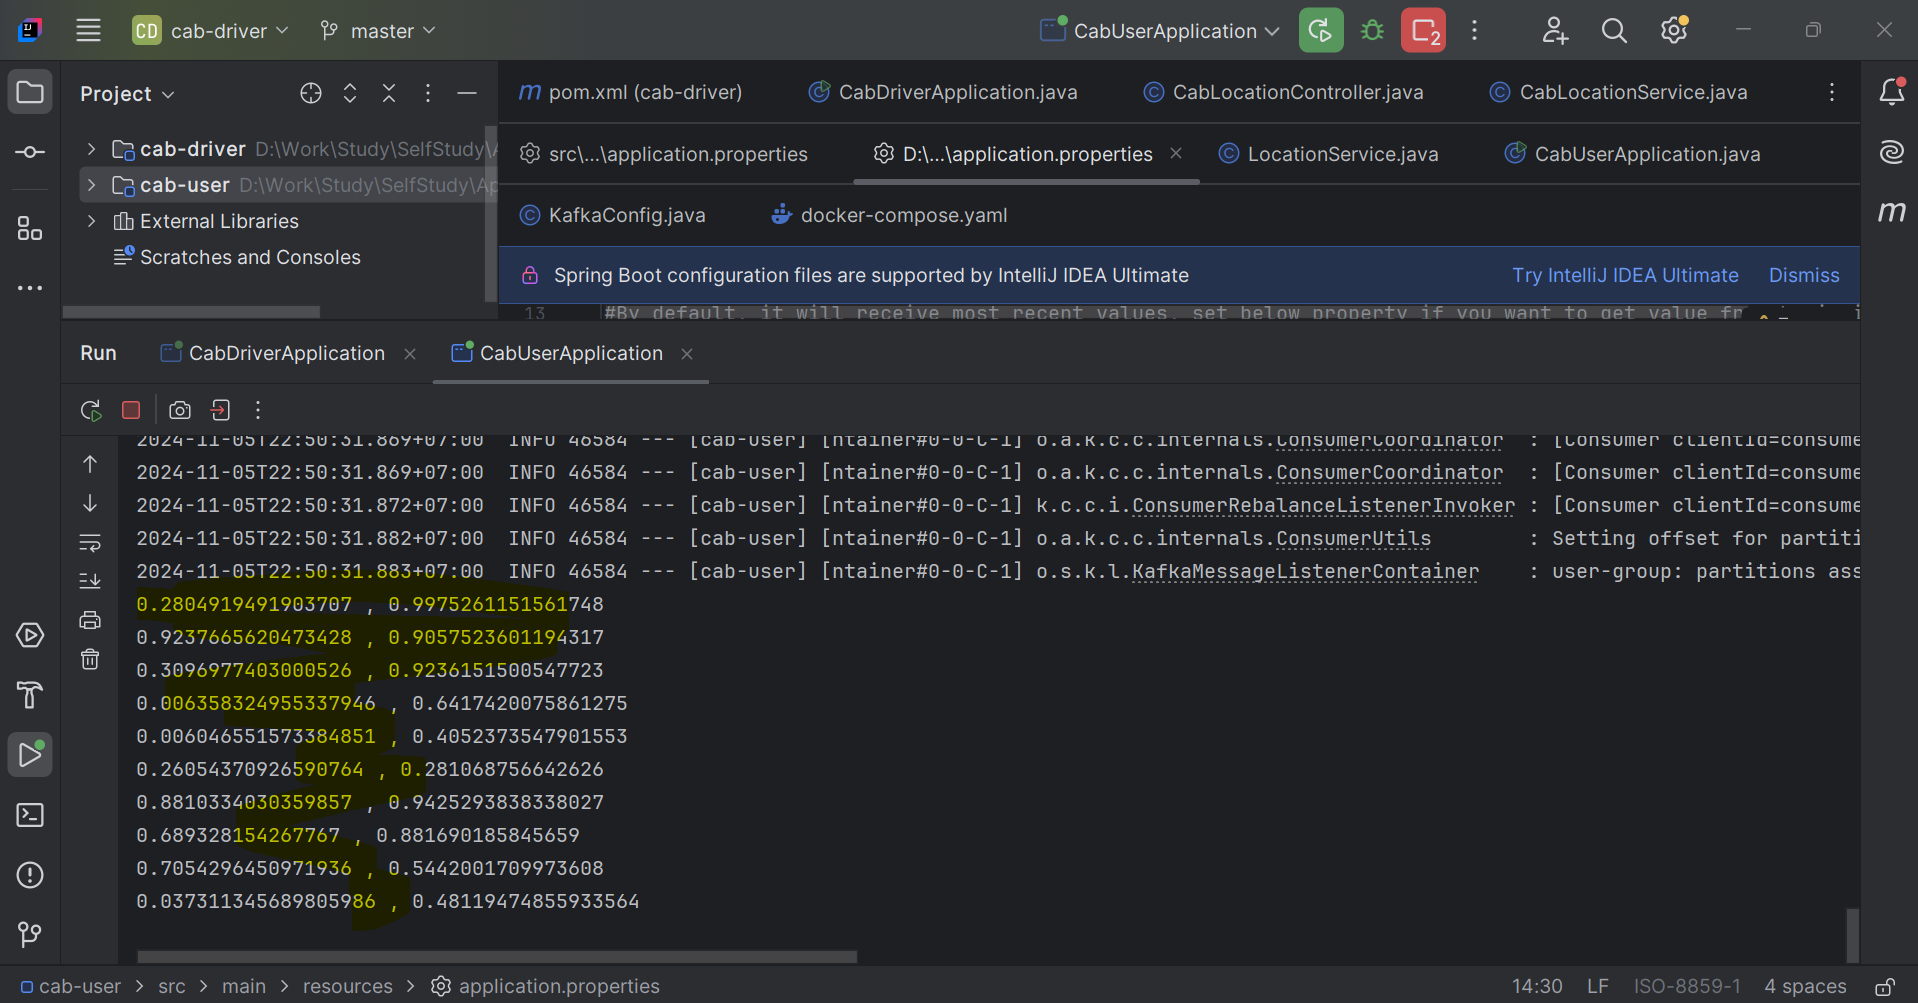 CD cab-driver master CabUserApplication 2
Project
cab-driver D:\Work\Study\SelfStudy\A
cab-user D:\Work\Study\SelfStudy\Ap
External Libraries
Scratches and Consoles
m pom.xml (cab-driver) CabDriverApplication.java CabLocationController.java CabLocationService.java
src\...\application.properties D:\...\application.properties LocationService.java CabUserApplication.java
KafkaConfig.java docker-compose.yaml
Spring Boot configuration files are supported by IntelliJ IDEA Ultimate Try IntelliJ IDEA Ultimate Dismiss
13 #By default, it will receive most recent values, set below property if you want to get value fr
Run CabDriverApplication CabUserApplication
2024-11-05T22:50:31.869+07:00 INFO 46584 --- [cab-user] [ntainer#0-0-C-1] o.a.k.c.c.internals.ConsumerCoordinator : [Consumer clientId=consume
2024-11-05T22:50:31.869+07:00 INFO 46584 --- [cab-user] [ntainer#0-0-C-1] o.a.k.c.c.internals.ConsumerCoordinator : [Consumer clientId=consume
2024-11-05T22:50:31.872+07:00 INFO 46584 --- [cab-user] [ntainer#0-0-C-1] k.c.c.i.ConsumerRebalanceListenerInvoker : [Consumer clientId=consume
2024-11-05T22:50:31.882+07:00 INFO 46584 --- [cab-user] [ntainer#0-0-C-1] o.a.k.c.c.internals.ConsumerUtils : Setting offset for partiti
2024-11-05T22:50:31.883+07:00 INFO 46584 --- [cab-user] [ntainer#0-0-C-1] o.s.k.l.KafkaMessageListenerContainer : user-group: partitions ass
0.2804919491903707 , 0.9975261151561748
0.9237665620473428 , 0.9057523601194317
0.3096977403000526 , 0.9236151500547723
0.006358324955337946 , 0.6417420075861275
0.006046551573384851 , 0.4052373547901553
0.26054370926590764 , 0.281068756642626
0.8810334030359857 , 0.9425293838338027
0.689328154267767 , 0.881690185845659
0.7054296450971936 , 0.5442001709973608
0.037311345689805986 , 0.48119474855933564
cab-user > src > main > resources > application.properties 14:30 LF ISO-8859-1 4 spaces